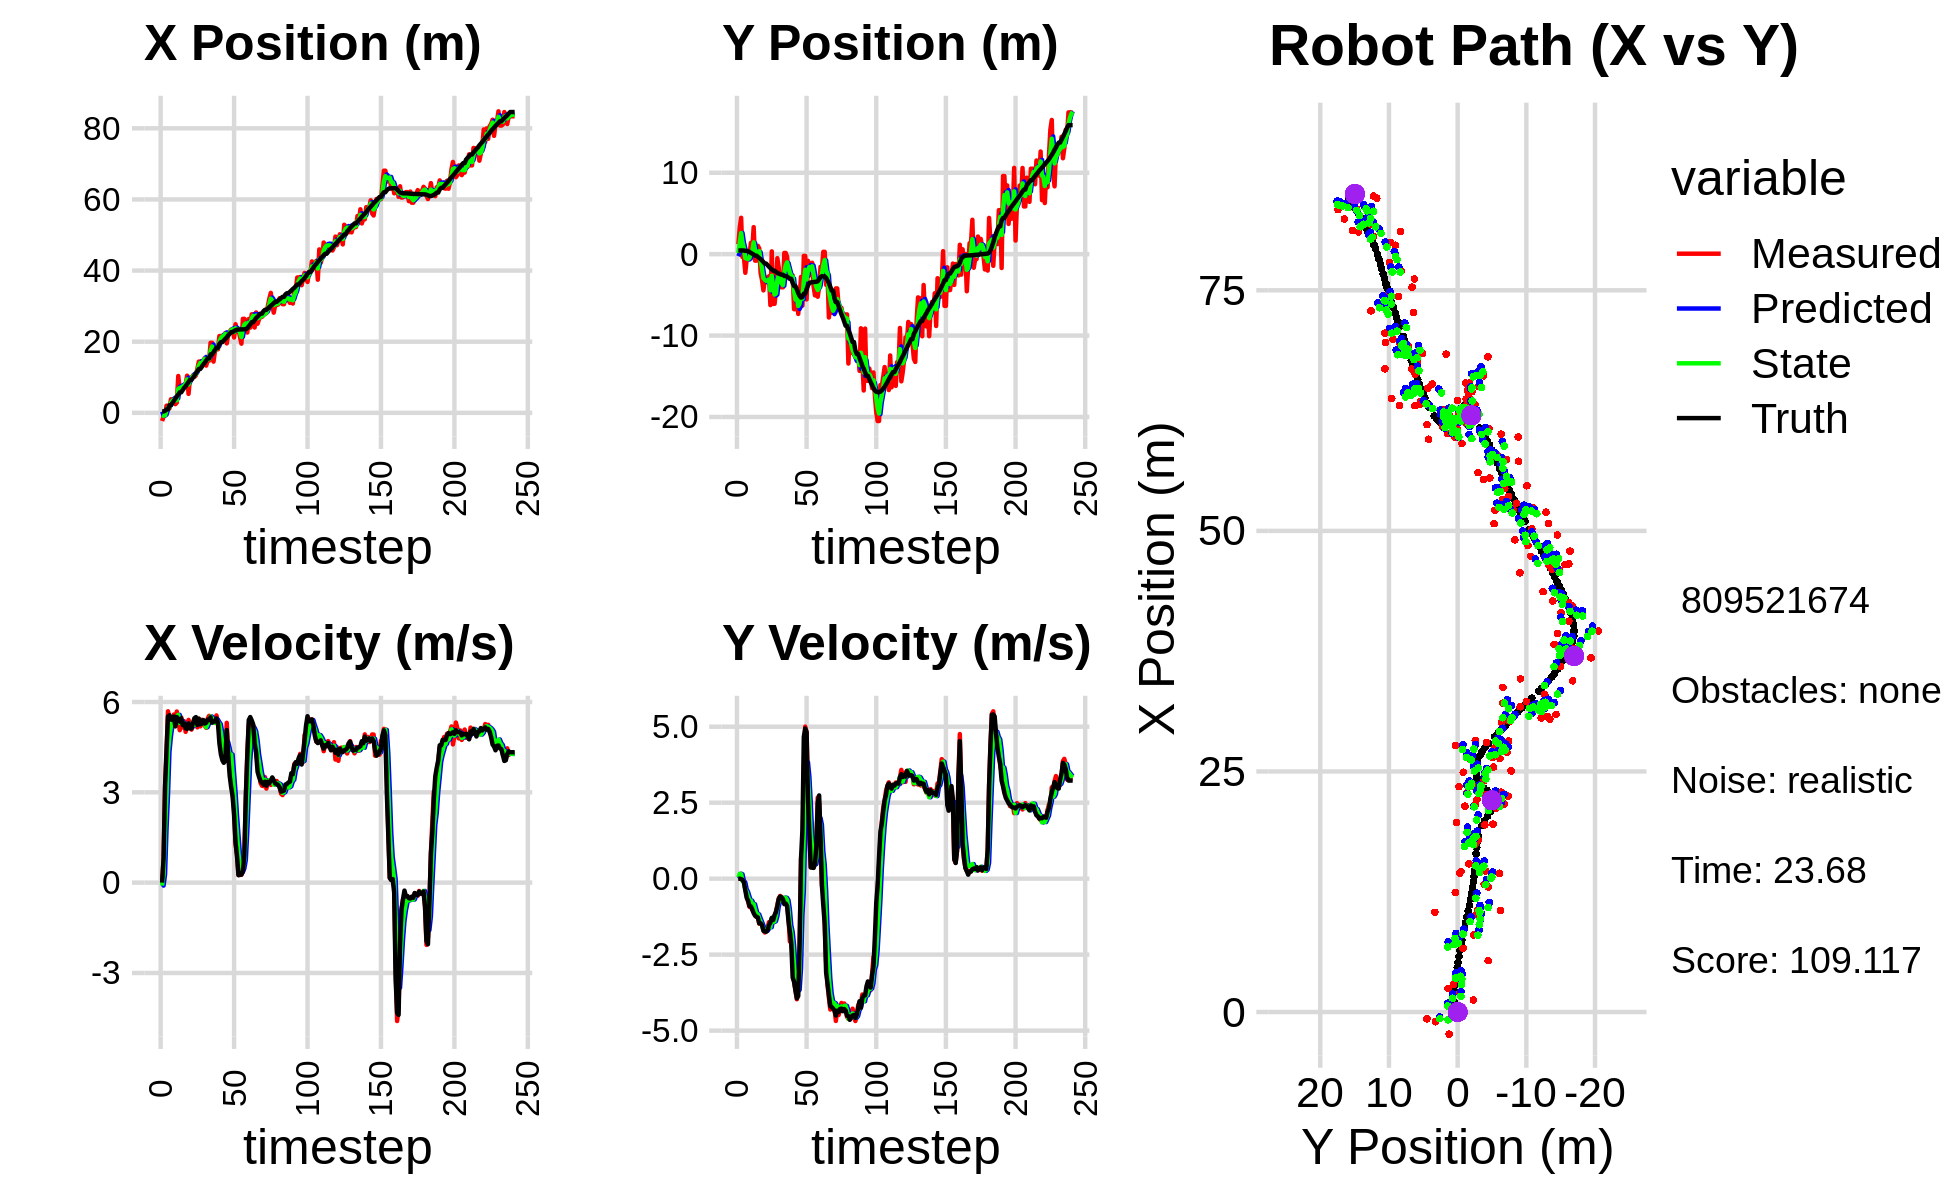 X Position (m)
80
60
40
20
0
0
50
100
150
200
250
timestep
Y Position (m)
10
0
-10
-20
0
50
100
150
200
250
timestep
X Velocity (m/s)
6
3
0
-3
0
50
100
150
200
250
timestep
Y Velocity (m/s)
5.0
2.5
0.0
-2.5
-5.0
0
50
100
150
200
250
timestep
Robot Path (X vs Y)
X Position (m)
75
50
25
0
20 10 0 -10 -20
Y Position (m)
variable
Measured
Predicted
State
Truth
809521674
Obstacles: none
Noise: realistic
Time: 23.68
Score: 109.117